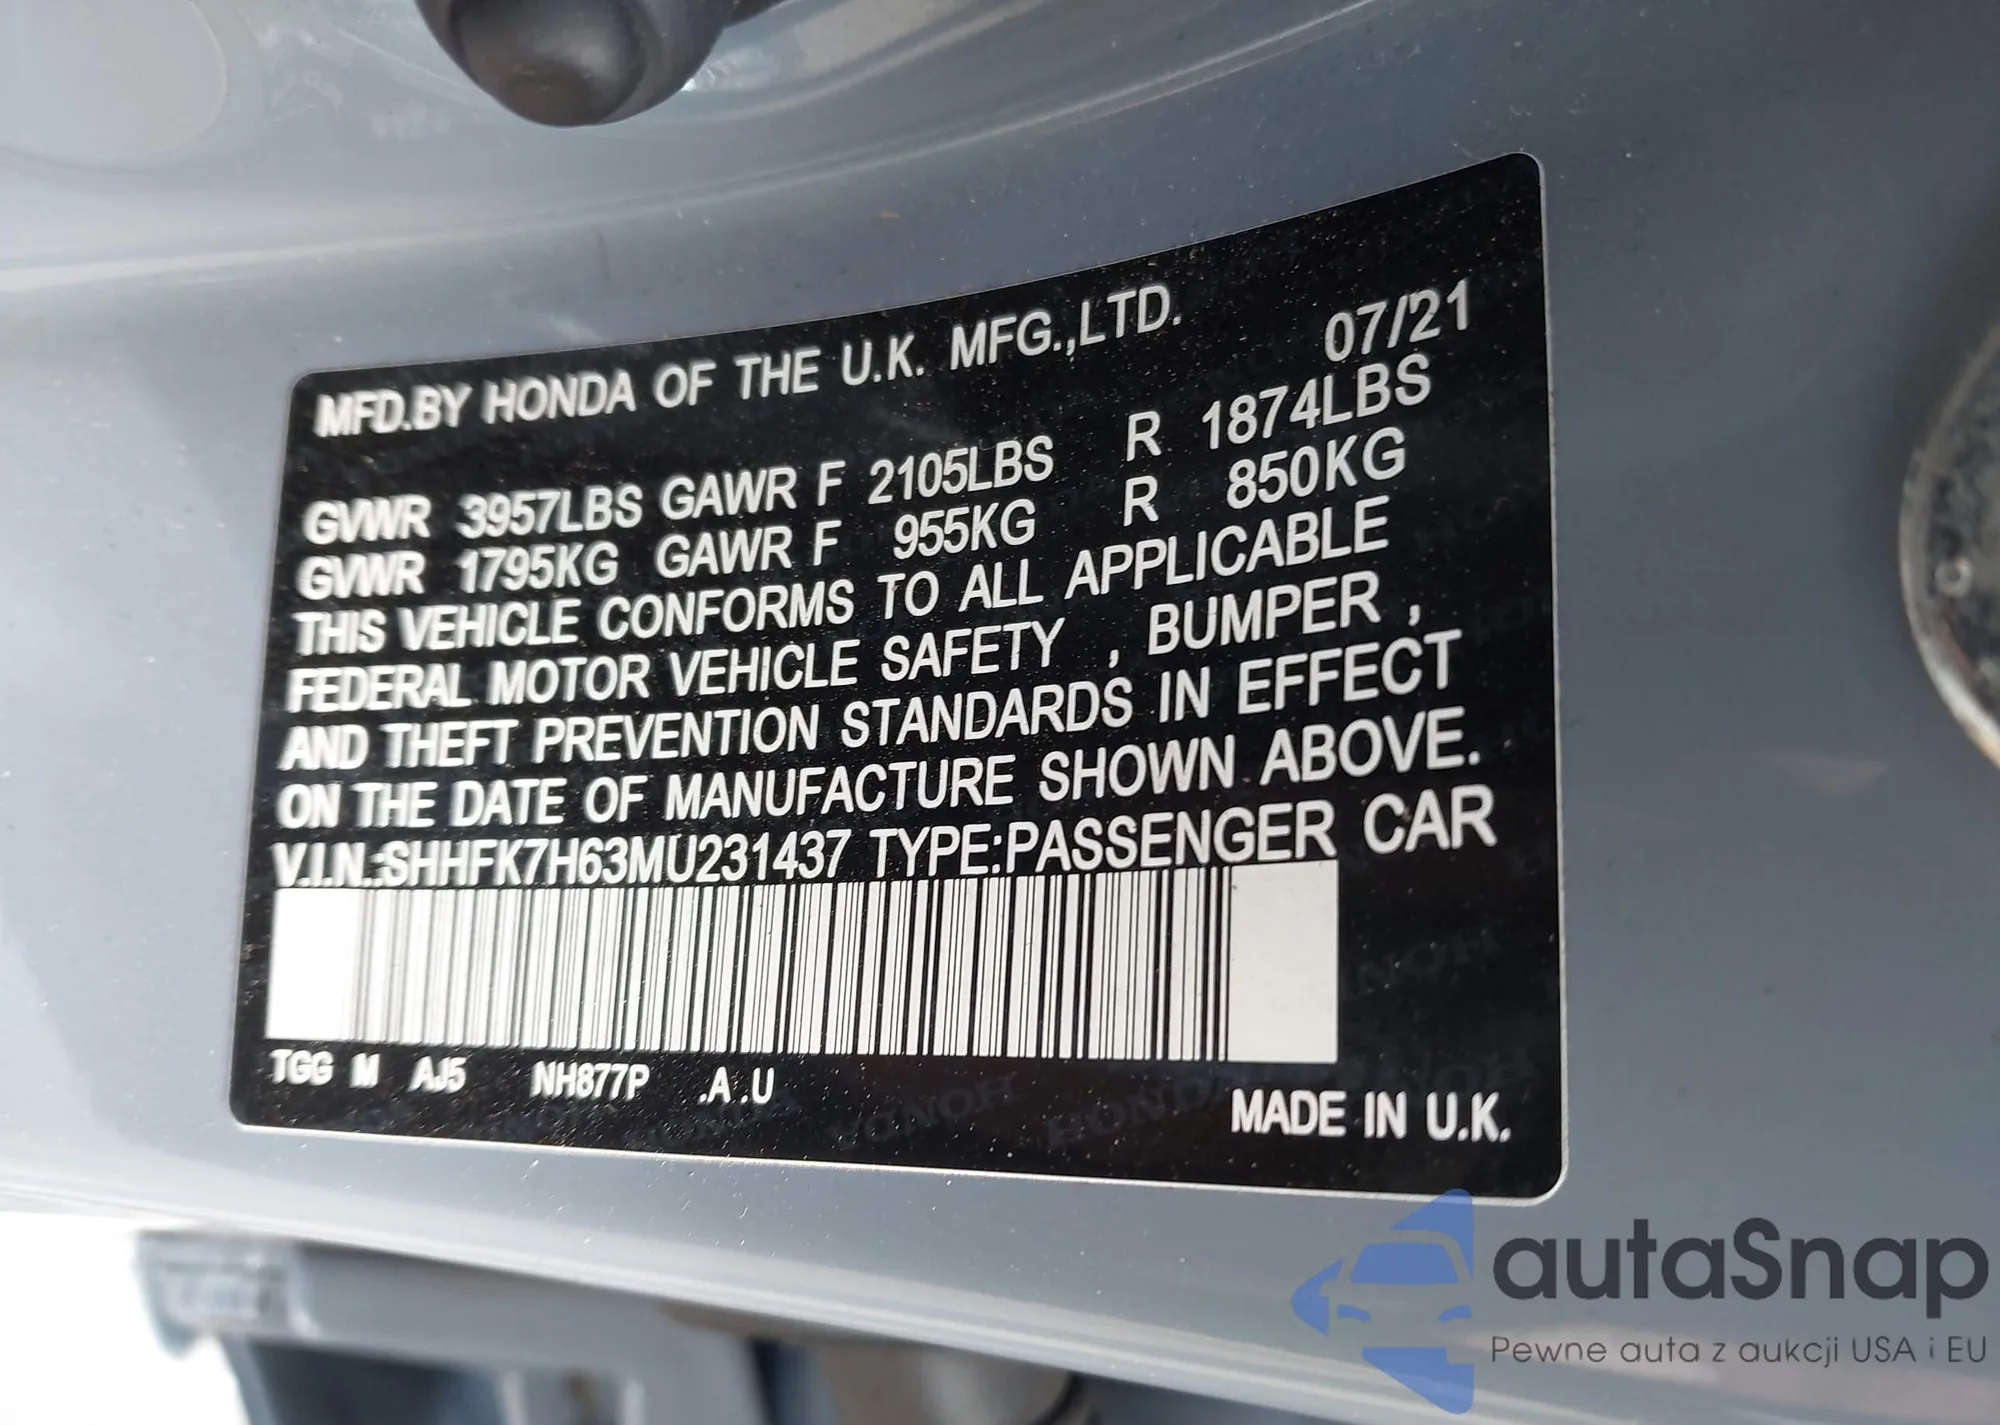 MFD.BY HONDA OF THE U.K. MFG.,LTD. 07/21
GVWR 3957LBS GAWR F 2105LBS R 1874LBS
GVWR 1795KG GAWR F 955KG R 850KG
THIS VEHICLE CONFORMS TO ALL APPLICABLE
FEDERAL MOTOR VEHICLE SAFETY , BUMPER ,
AND THEFT PREVENTION STANDARDS IN EFFECT
ON THE DATE OF MANUFACTURE SHOWN ABOVE.
V.I.N.:SHHFK7H63MU231437 TYPE:PASSENGER CAR
TGG M AJ5 NH877P .A .U
MADE IN U.K.
autaSnap
Pewne auta z aukcji USA i EU